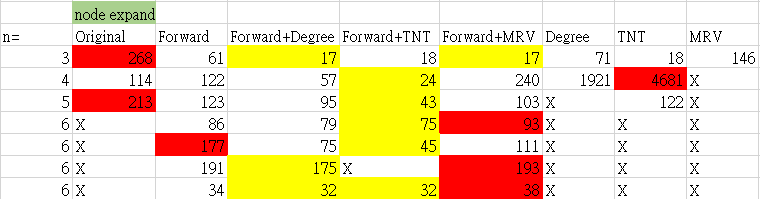 node expand
n= Original Forward Forward+Degree Forward+TNT Forward+MRV Degree TNT MRV
3 268 61 17 18 17 71 18 146
4 114 122 57 24 240 1921 4681 X
5 213 123 95 43 103 X 122 X
6 X 86 79 75 93 X X X
6 X 177 75 45 111 X X X
6 X 191 175 X 193 X X X
6 X 34 32 32 38 X X X